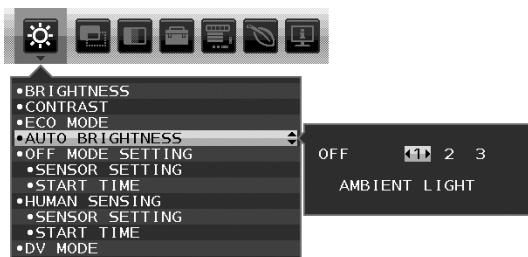 •BRIGHTNESS
•CONTRAST
•ECO MODE
•AUTO BRIGHTNESS
•OFF MODE SETTING
•SENSOR SETTING
•START TIME
•HUMAN SENSING
•SENSOR SETTING
•START TIME
•DV MODE
OFF 1 2 3
AMBIENT LIGHT